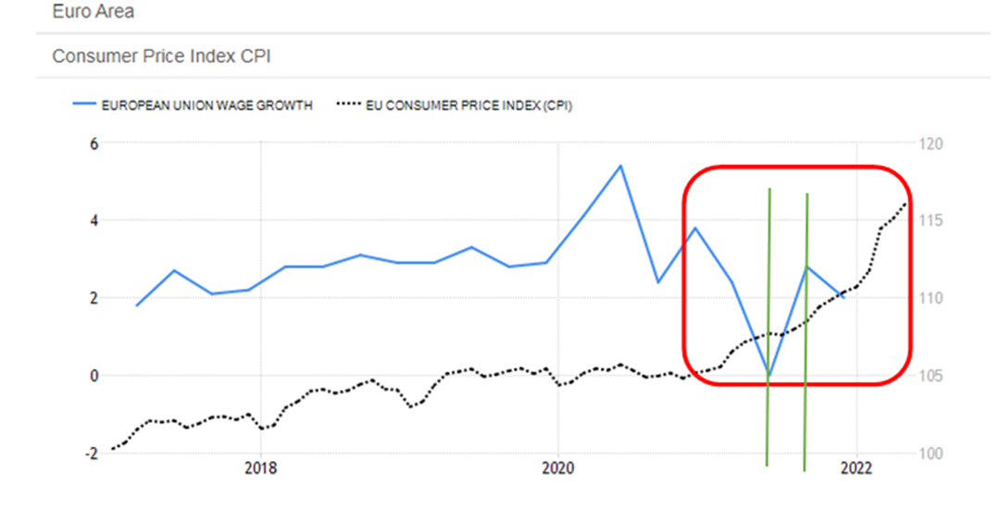 Euro Area
Consumer Price Index CPI
EUROPEAN UNION WAGE GROWTH EU CONSUMER PRICE INDEX (CPI)
6 120
4 115
2 110
0 105
-2 100
2018 2020 2022